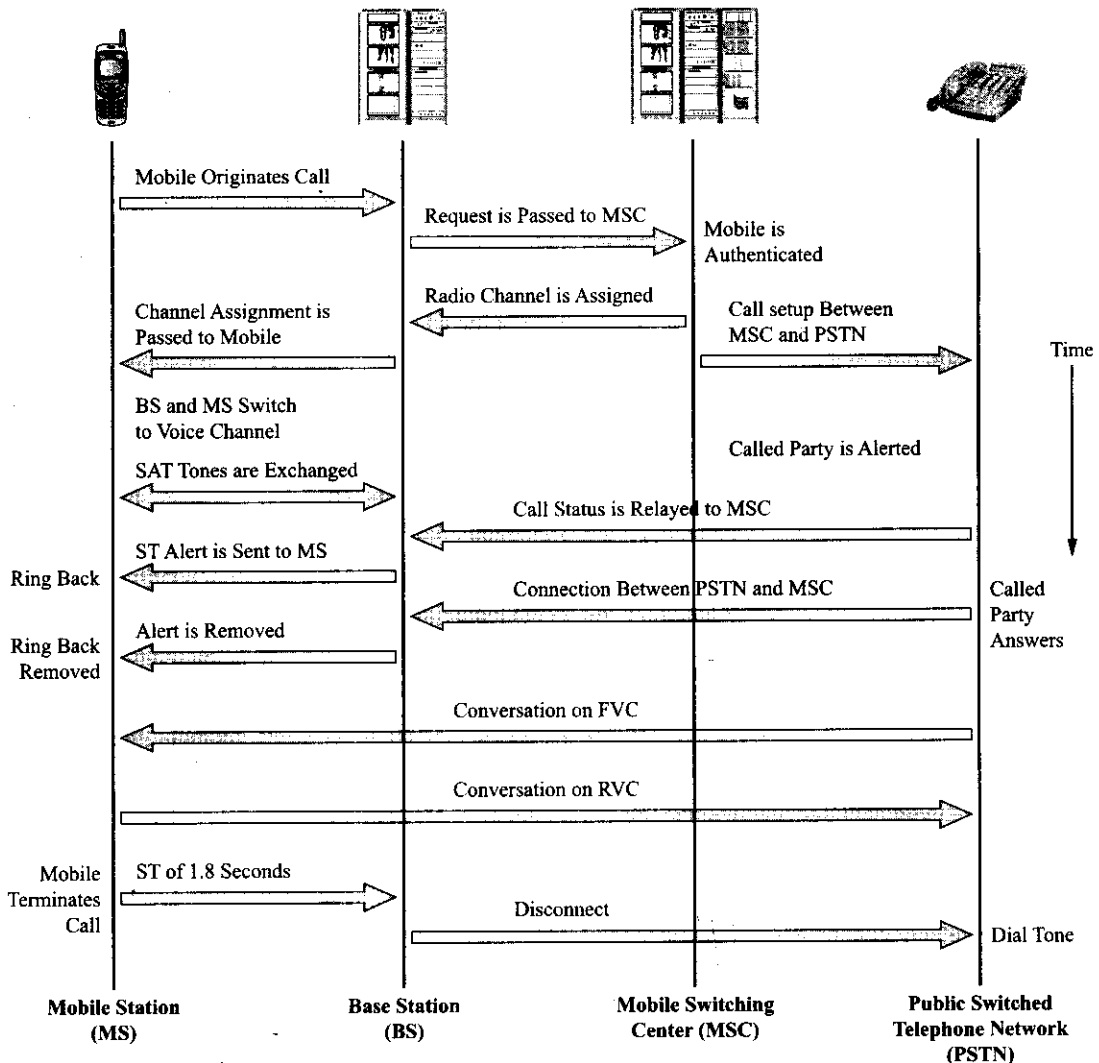 Mobile Originates Call
Request is Passed to MSC
Mobile is
Authenticated
Radio Channel is Assigned
Channel Assignment is
Passed to Mobile
Call setup Between
MSC and PSTN
Time
BS and MS Switch
to Voice Channel
Called Party is Alerted
SAT Tones are Exchanged
Call Status is Relayed to MSC
ST Alert is Sent to MS
Ring Back
Connection Between PSTN and MSC
Called
Party
Answers
Alert is Removed
Ring Back
Removed
Conversation on FVC
Conversation on RVC
Mobile
Terminates
Call
ST of 1.8 Seconds
Disconnect
Dial Tone
Mobile Station
(MS)
Base Station
(BS)
Mobile Switching
Center (MSC)
Public Switched
Telephone Network
(PSTN)